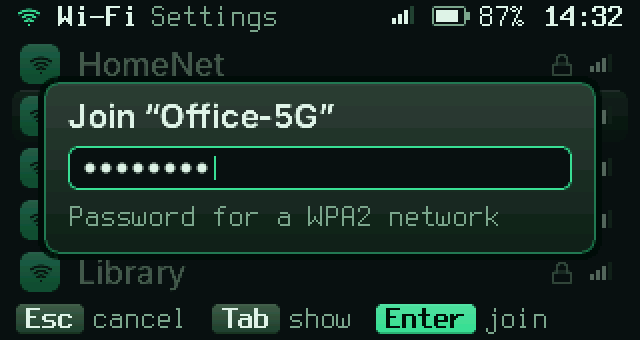 Wi-Fi Settings 87% 14:32
HomeNet
Join “Office-5G”
••••••••
Password for a WPA2 network
Library
Esc cancel Tab show Enter join